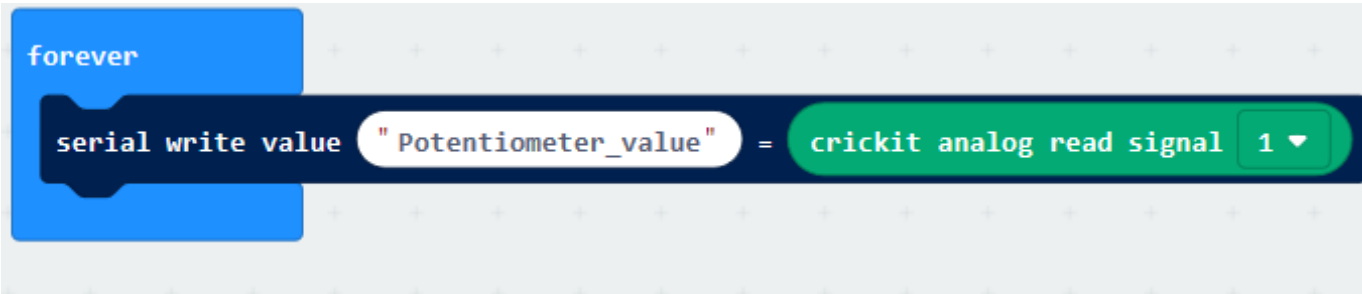 forever
serial write value "Potentiometer_value" = crickit analog read signal 1